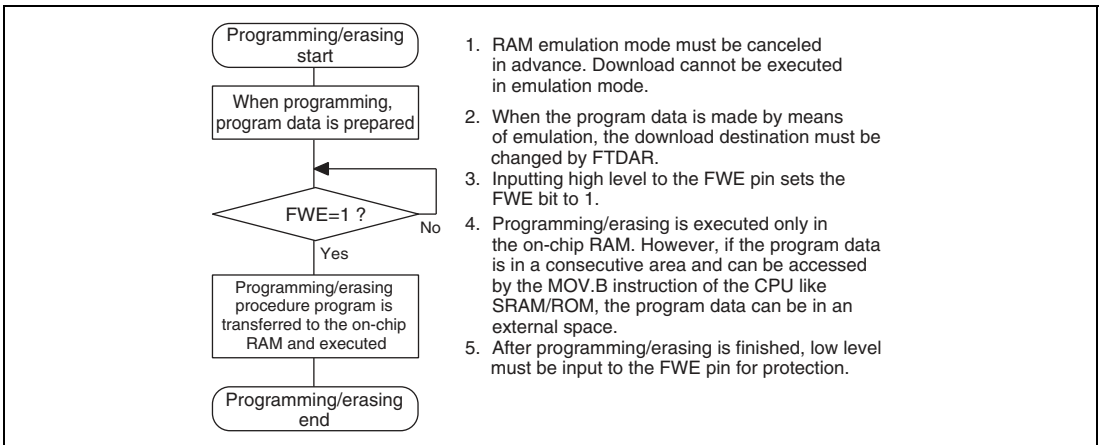 Programming/erasing
start
When programming,
program data is prepared
FWE=1 ?
No
Yes
Programming/erasing
procedure program is
transferred to the on-chip
RAM and executed
Programming/erasing
end
1. RAM emulation mode must be canceled
in advance. Download cannot be executed
in emulation mode.
2. When the program data is made by means
of emulation, the download destination must be
changed by FTDAR.
3. Inputting high level to the FWE pin sets the
FWE bit to 1.
4. Programming/erasing is executed only in
the on-chip RAM. However, if the program data
is in a consecutive area and can be accessed
by the MOV.B instruction of the CPU like
SRAM/ROM, the program data can be in an
external space.
5. After programming/erasing is finished, low level
must be input to the FWE pin for protection.